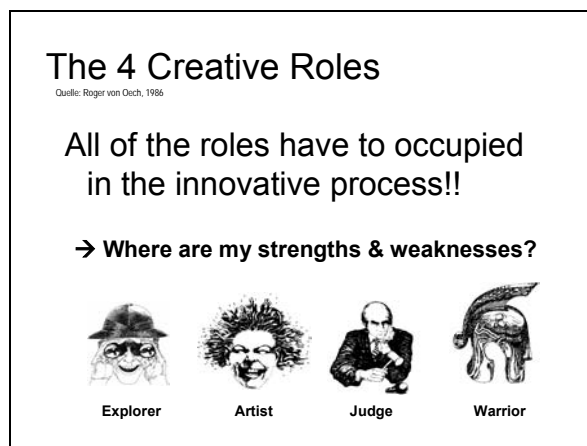 The 4 Creative Roles
Quelle: Roger von Oech, 1986
All of the roles have to occupied
in the innovative process!!
→ Where are my strengths & weaknesses?
Explorer Artist Judge Warrior